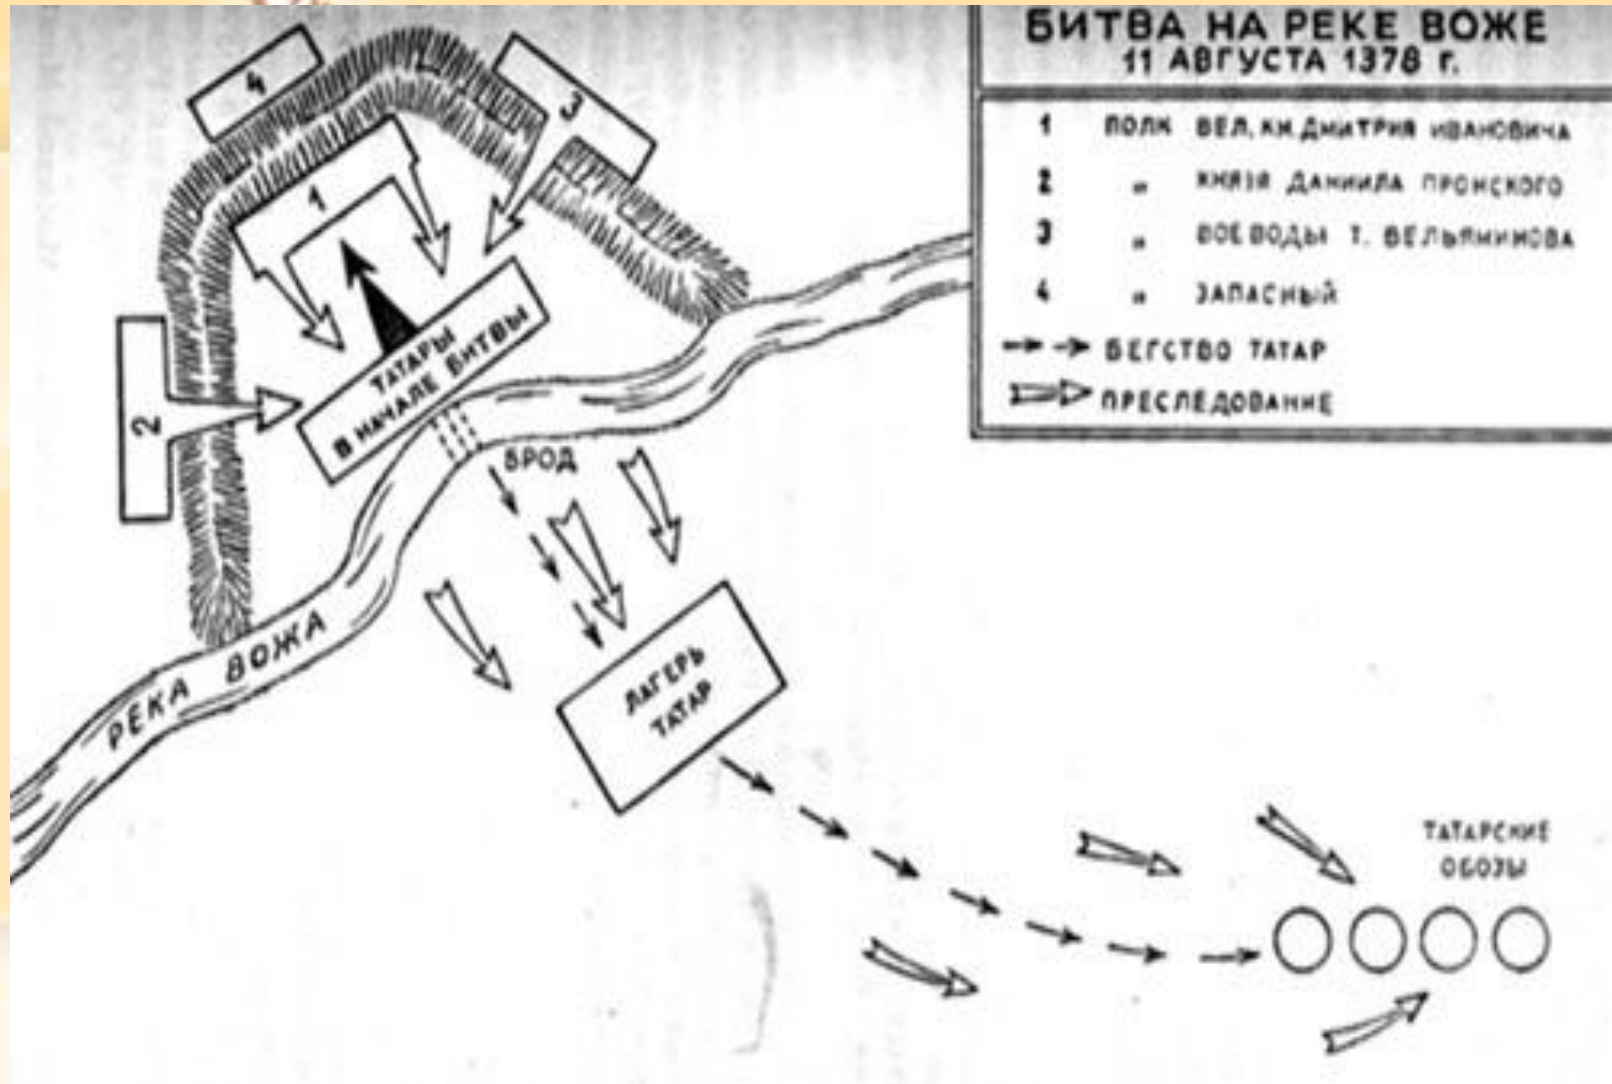 БИТВА НА РЕКЕ ВОЖЕ
11 АВГУСТА 1378 г.
1 ПОЛК ВЕЛ. КН. ДМИТРИЯ ИВАНОВИЧА
2 " КНЯЗЯ ДАНИИЛА ПРОНСКОГО
3 " ВОЕВОДЫ Т. ВЕЛЬЯМИНОВА
4 " ЗАПАСНЫЙ
БЕГСТВО ТАТАР
ПРЕСЛЕДОВАНИЕ
4
3
1
2
ТАТАРЫ
В НАЧАЛЕ БИТВЫ
БРОД
РЕКА ВОЖА
ЛАГЕРЬ
ТАТАР
ТАТАРСКИЕ
ОБОЗЫ